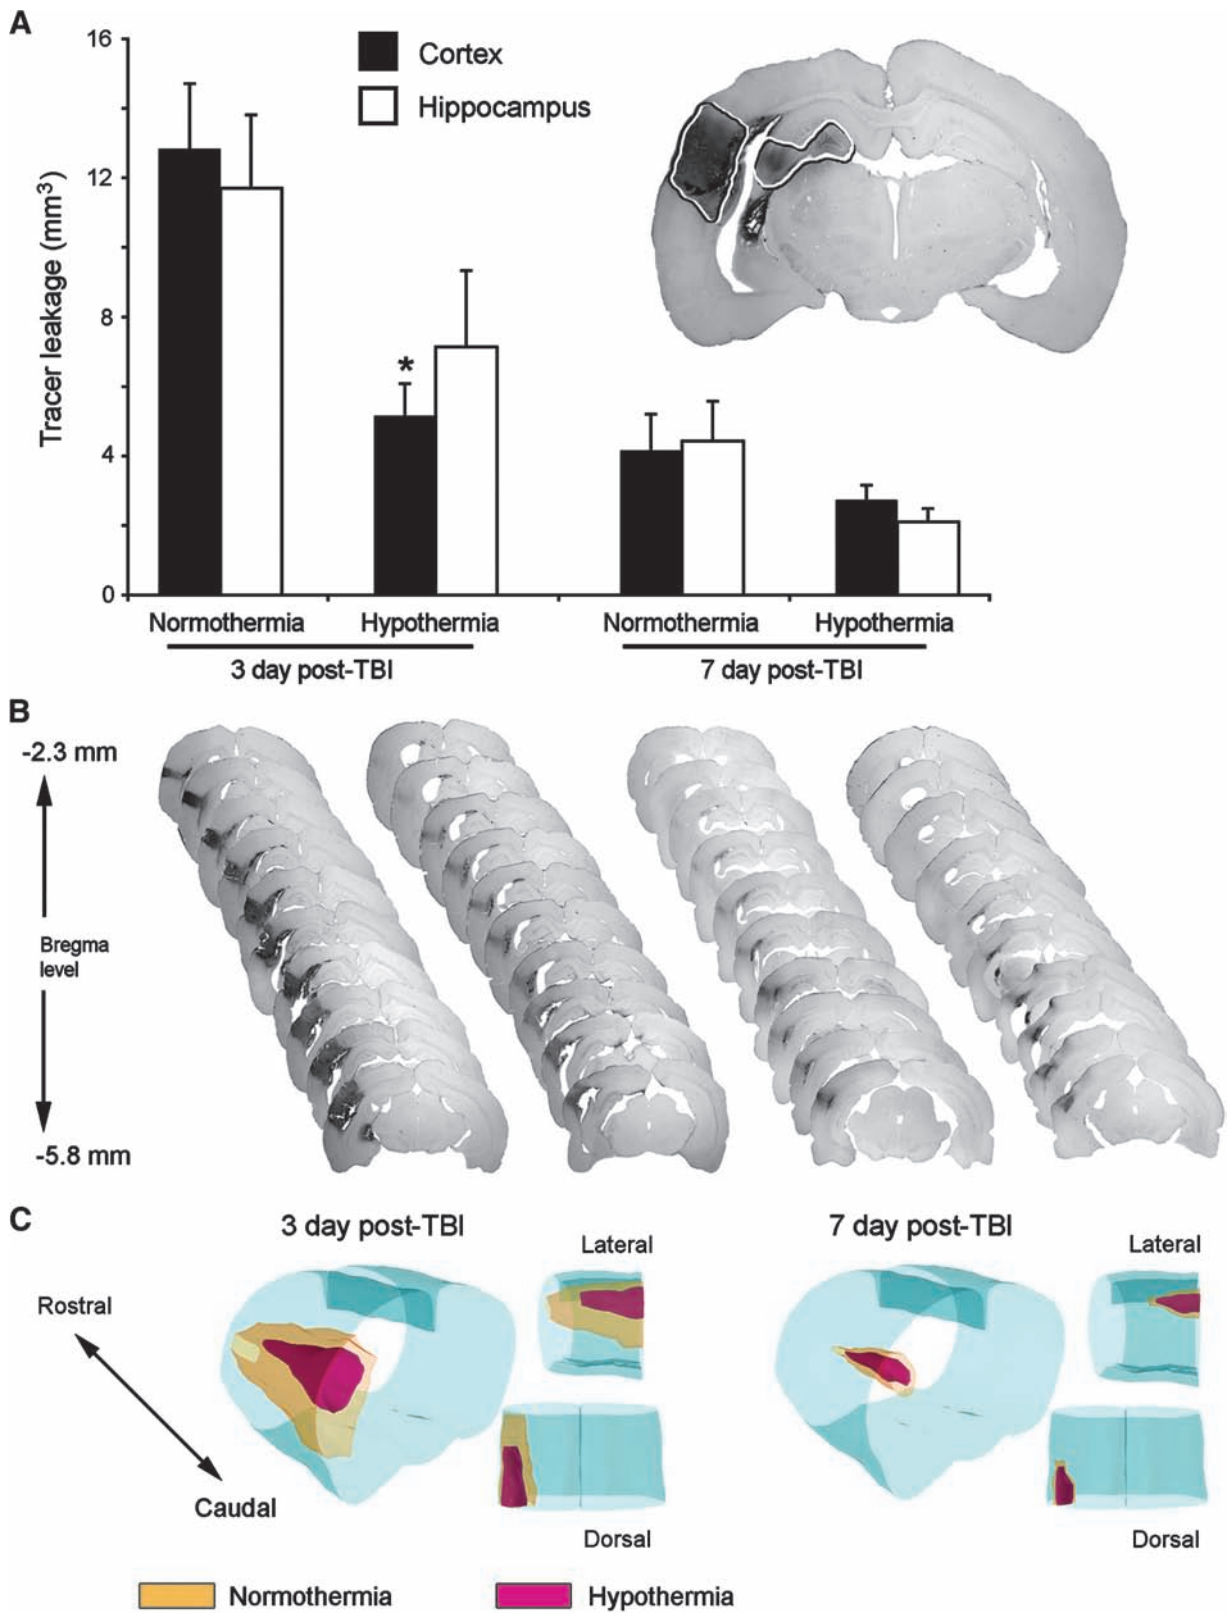 A
16
12
8
4
0
Tracer leakage (mm³)
Cortex
Hippocampus
*
Normothermia
Hypothermia
Normothermia
Hypothermia
3 day post-TBI
7 day post-TBI
B
-2.3 mm
Bregma
level
-5.8 mm
C
3 day post-TBI
7 day post-TBI
Lateral
Lateral
Rostral
Caudal
Dorsal
Dorsal
Normothermia
Hypothermia